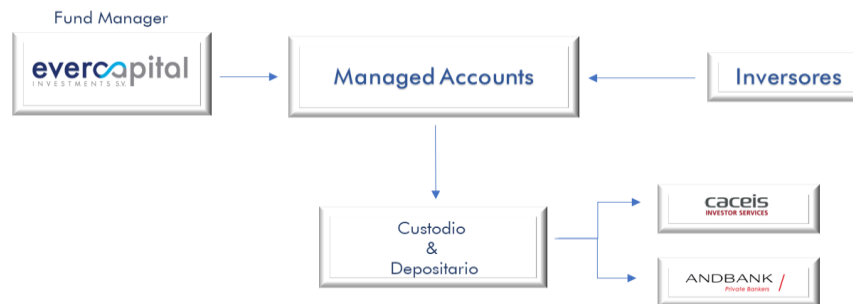 Fund Manager
evercapital
INVESTMENTS S.V.
Managed Accounts
Inversores
Custodio
&
Depositario
caceis
INVESTOR SERVICES
ANDBANK /
Private Bankers